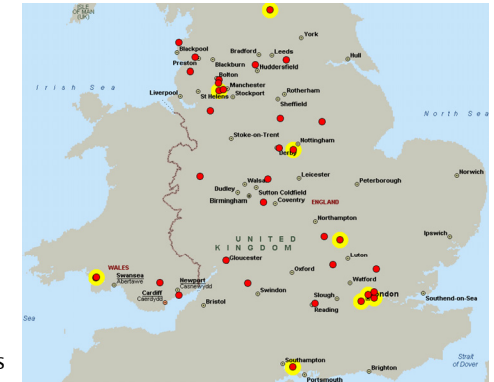 ISLE
OF MAN
(UK)
York
Blackpool
Bradford
Leeds
Hull
Preston
Blackburn
Huddersfield
Bolton
Irish Sea
Manchester
Liverpool
St Helens
Stockport
Rotherham
Sheffield
North Sea
Stoke-on-Trent
Nottingham
Derby
Norwich
Leicester
Peterborough
Dudley
Sutton Coldfield
Birmingham
Coventry
ENGLAND
Northampton
Ipswich
UNITED
KINGDOM
Luton
Gloucester
WALES
Oxford
Swansea
Abertawe
Newport
Casnewydd
Watford
Cardiff
Caerdydd
Swindon
Slough
Southend-on-Sea
Bristol
Reading
Sea
Strait
of Dover
Southampton
Brighton
Portsmouth
s